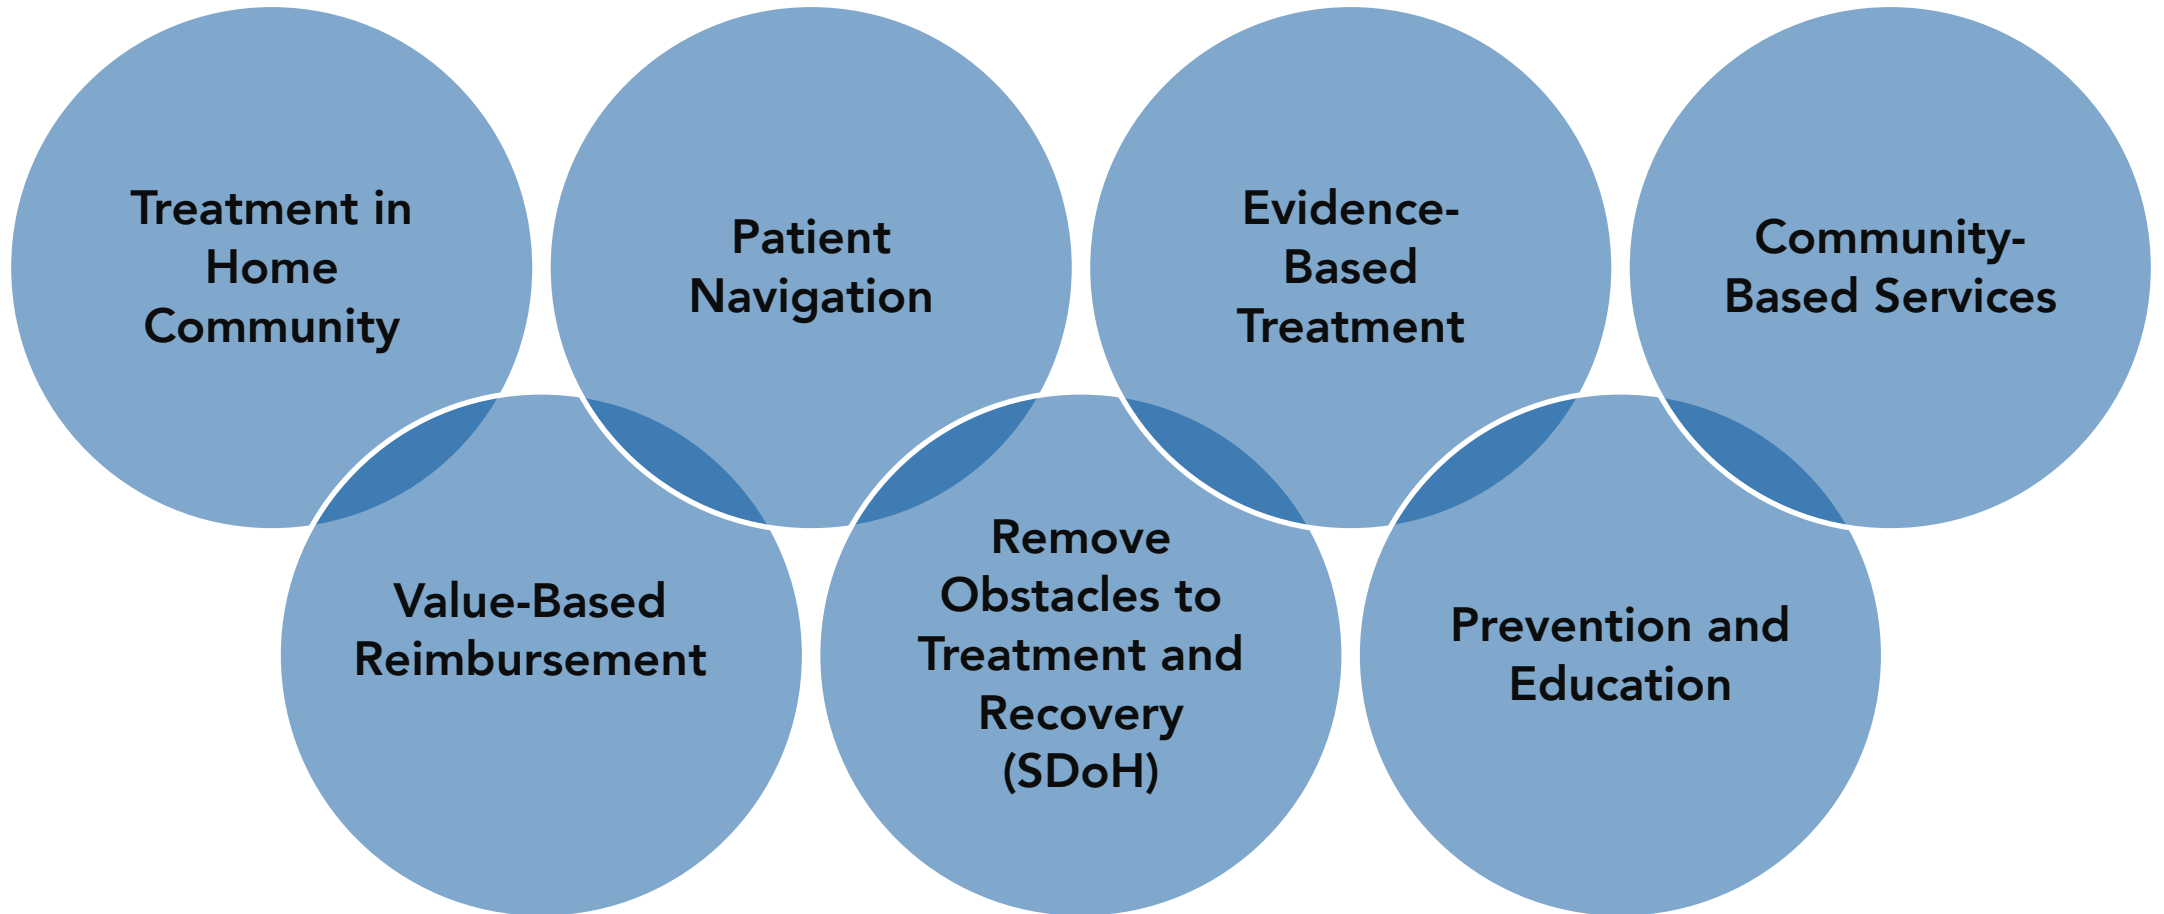 Treatment in
Home
Community
Patient
Navigation
Evidence-
Based
Treatment
Community-
Based Services
Value-Based
Reimbursement
Remove
Obstacles to
Treatment and
Recovery
(SDoH)
Prevention and
Education